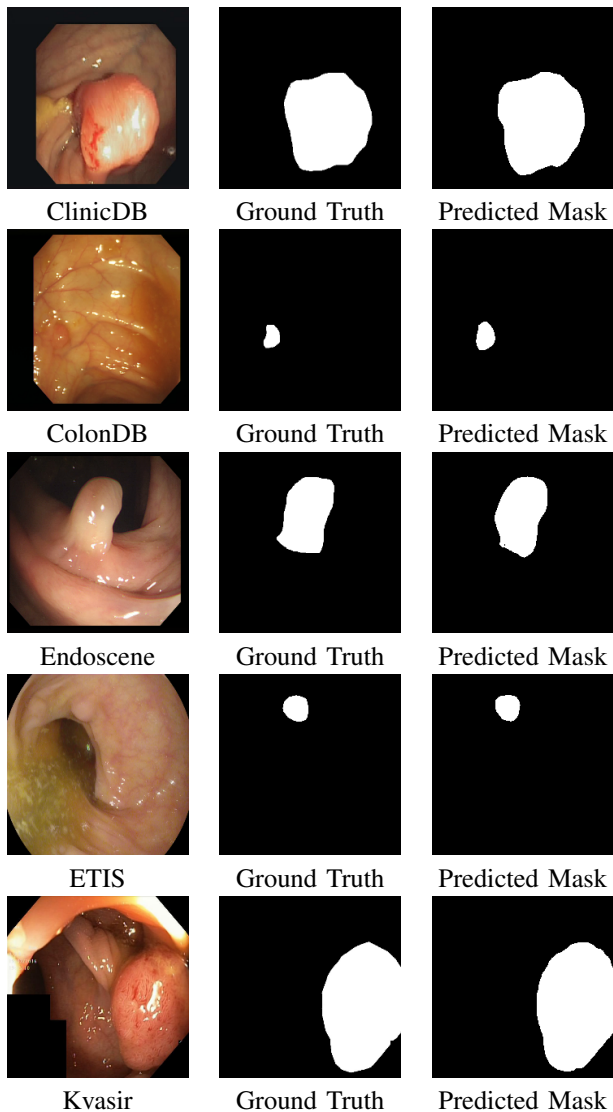 ClinicDB Ground Truth Predicted Mask
ColonDB Ground Truth Predicted Mask
Endoscene Ground Truth Predicted Mask
ETIS Ground Truth Predicted Mask
Kvasir Ground Truth Predicted Mask